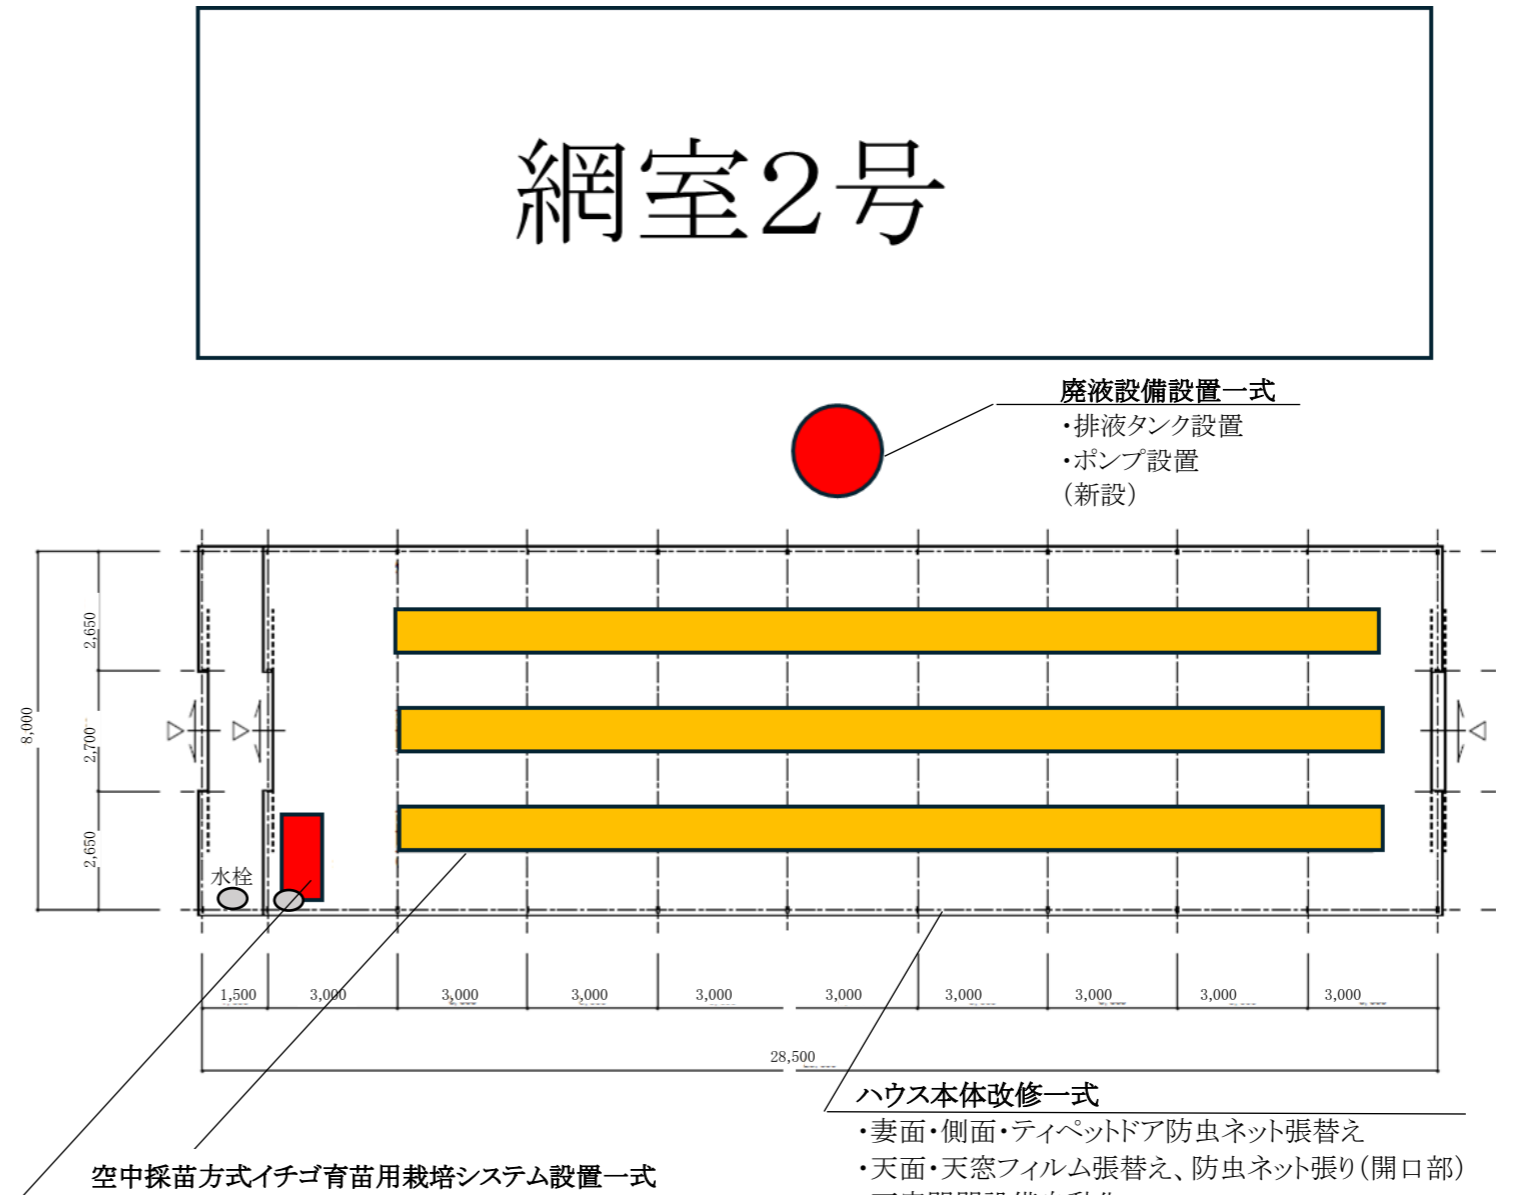 網室2号
廃液設備設置一式
・排液タンク設置
・ポンプ設置
（新設）
2,650
8,000
2,700
2,650
水栓
1,500
3,000
3,000
3,000
3,000
3,000
3,000
3,000
3,000
3,000
28,500
ハウス本体改修一式
・妻面・側面・ティペットドア防虫ネット張替え
・天面・天窓フィルム張替え、防虫ネット張り（開口部）
空中採苗方式イチゴ育苗用栽培システム設置一式